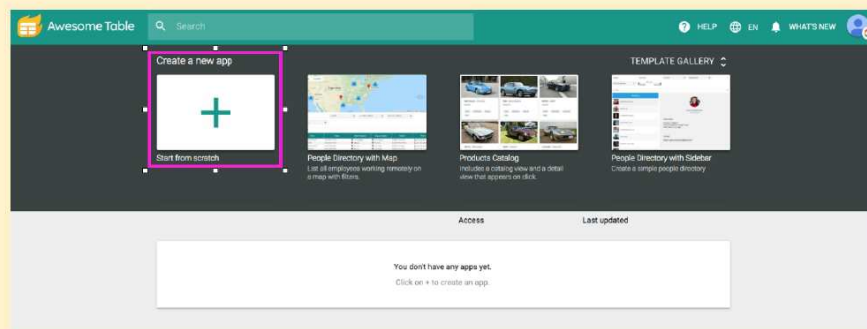 Awesome Table
Search
HELP
EN
WHAT'S NEW
Create a new app
TEMPLATE GALLERY
Start from scratch
People Directory with Map
List all employees working remotely on
a map with filters.
Products Catalog
Includes a catalog view and a detail
view that appears on click.
People Directory with Sidebar
Create a simple people directory
Access
Last updated
You don't have any apps yet.
Click on + to create an app.